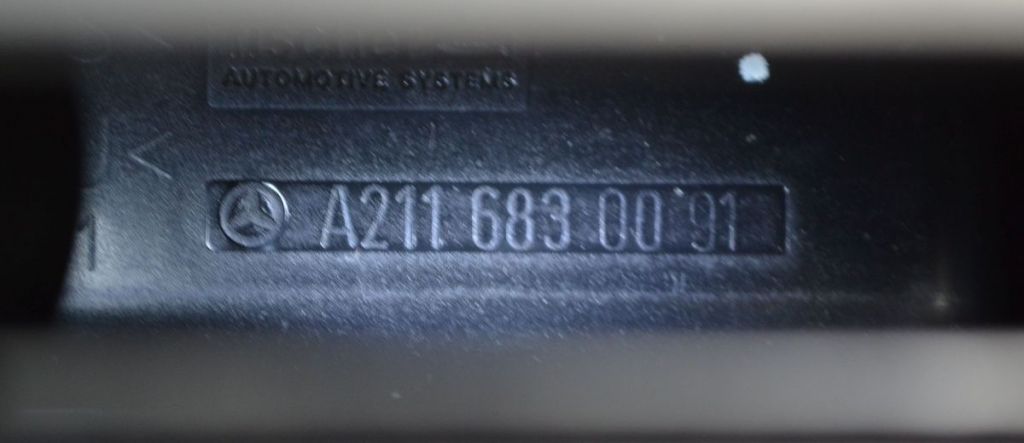 AUTOMOTIVE SYSTEMS
A211 683 00 91